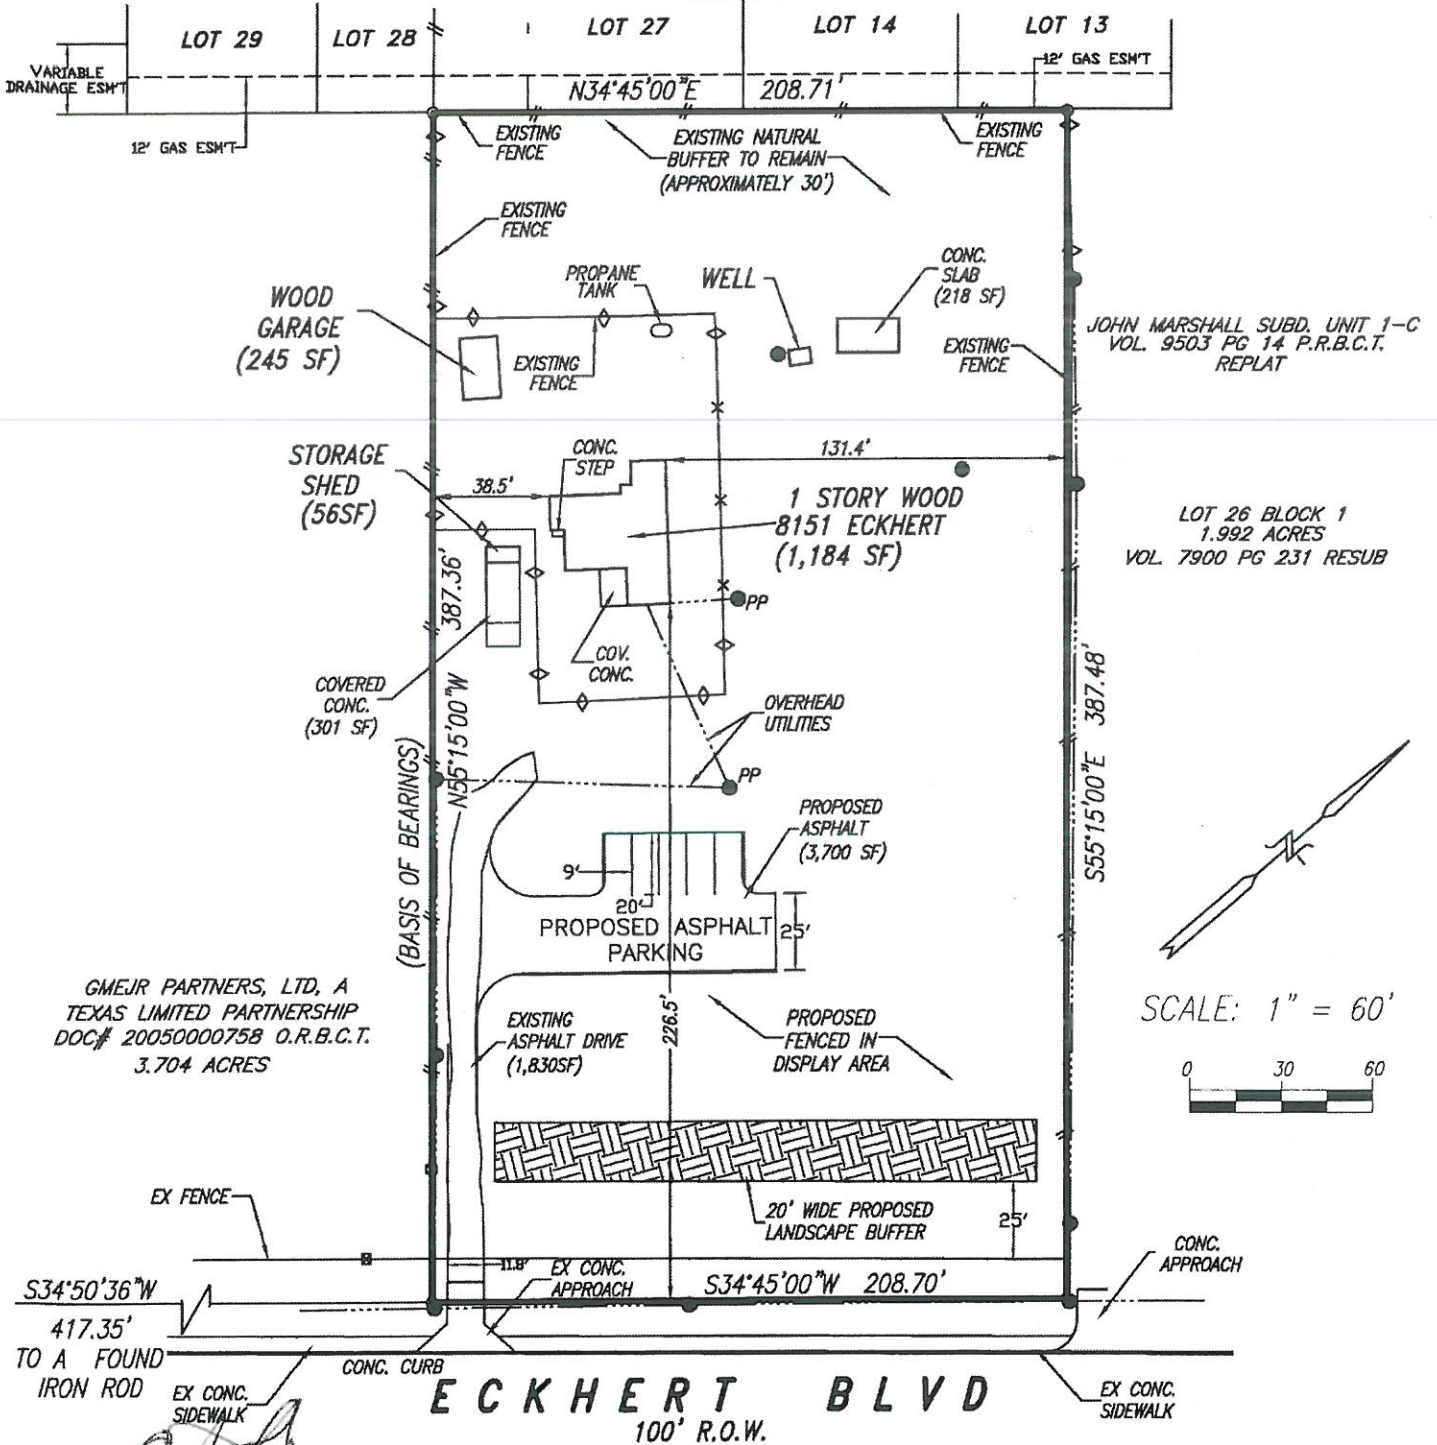 LOT 29
LOT 28
LOT 27
LOT 14
LOT 13
VARIABLE
DRAINAGE ESM'T
12' GAS ESM'T
N34°45'00"E 208.71'
12' GAS ESM'T
EXISTING
FENCE
EXISTING NATURAL
BUFFER TO REMAIN
(APPROXIMATELY 30')
EXISTING
FENCE
EXISTING
FENCE
WOOD
GARAGE
(245 SF)
PROPANE
TANK
WELL
CONC.
SLAB
(218 SF)
EXISTING
FENCE
EXISTING
FENCE
JOHN MARSHALL SUBD. UNIT 1-C
VOL. 9503 PG 14 P.R.B.C.T.
REPLAT
STORAGE
SHED
(56SF)
CONC.
STEP
38.5'
131.4'
1 STORY WOOD
8151 ECKHERT
(1,184 SF)
LOT 26 BLOCK 1
1.992 ACRES
VOL. 7900 PG 231 RESUB
PP
COV.
CONC.
COVERED
CONC.
(301 SF)
N55°15'00"W 387.36'
(BASIS OF BEARINGS)
OVERHEAD
UTILITIES
PP
S55°15'00"E 387.48'
PROPOSED
ASPHALT
(3,700 SF)
9'
20'
PROPOSED ASPHALT
PARKING
25'
GMEJR PARTNERS, LTD, A
TEXAS LIMITED PARTNERSHIP
DOC# 20050000758 O.R.B.C.T.
3.704 ACRES
EXISTING
ASPHALT DRIVE
(1,830SF)
226.5'
PROPOSED
FENCED IN
DISPLAY AREA
SCALE: 1" = 60'
0 30 60
EX FENCE
20' WIDE PROPOSED
LANDSCAPE BUFFER
25'
11.8'
EX CONC.
APPROACH
S34°45'00"W 208.70'
CONC.
APPROACH
S34°50'36"W
417.35'
TO A FOUND
IRON ROD
EX CONC.
SIDEWALK
CONC. CURB
ECKHERT BLVD
100' R.O.W.
EX CONC.
SIDEWALK